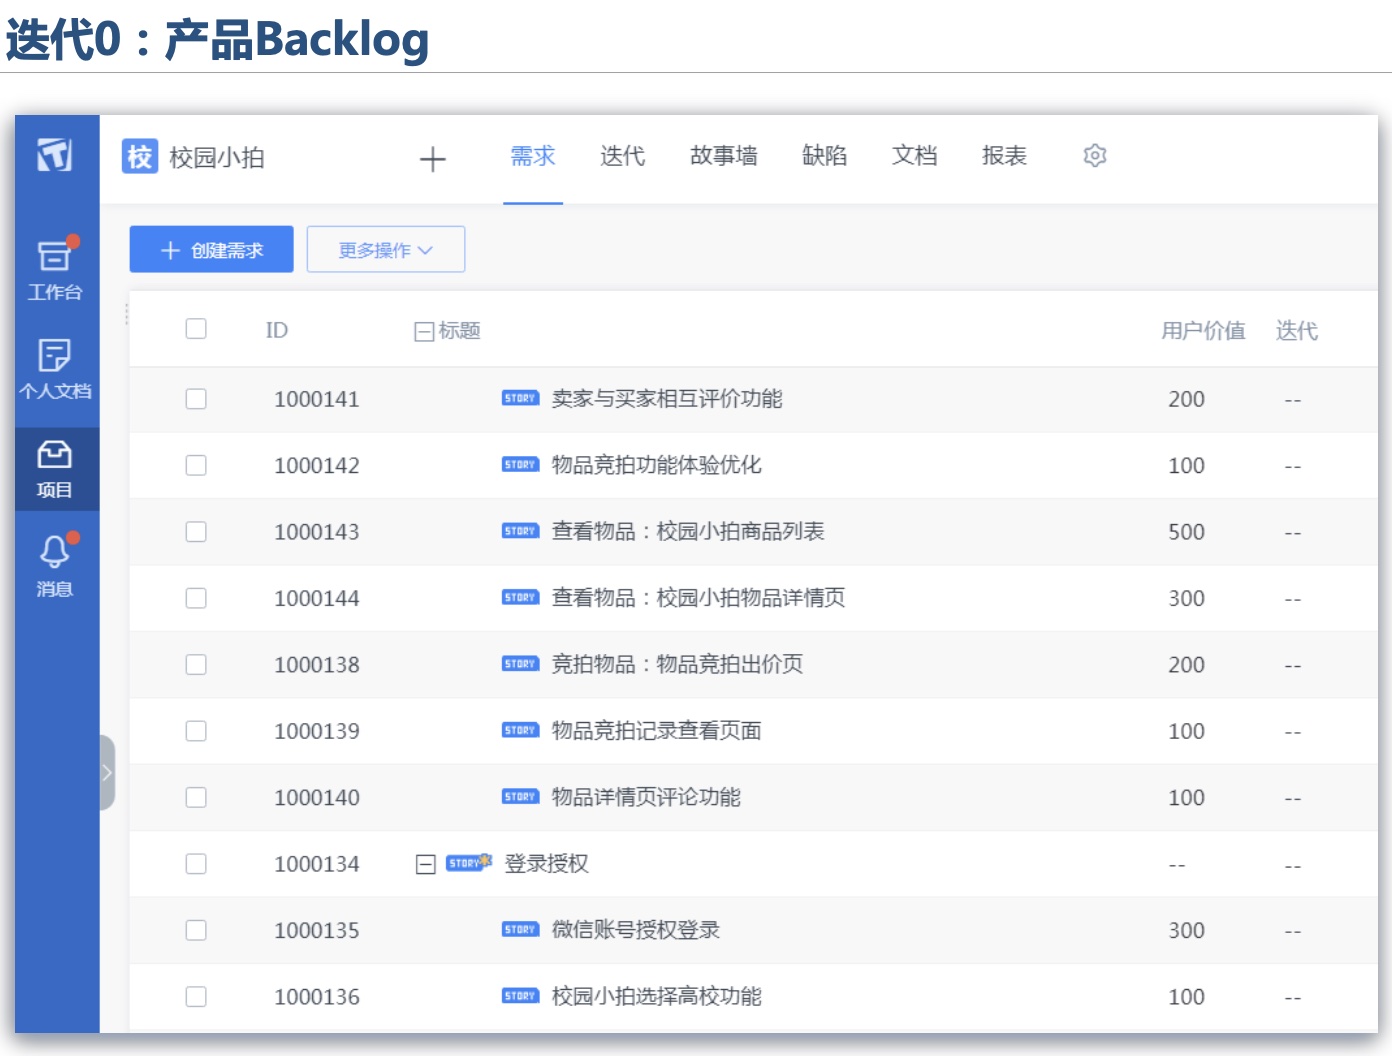 迭代0：产品Backlog
校 校园小拍 需求 迭代 故事墙 缺陷 文档 报表
创建需求 更多操作
工作台
个人文档
项目
消息
ID 标题 用户价值 迭代
1000141 STORY 卖家与买家相互评价功能 200 --
1000142 STORY 物品竞拍功能体验优化 100 --
1000143 STORY 查看物品：校园小拍商品列表 500 --
1000144 STORY 查看物品：校园小拍物品详情页 300 --
1000138 STORY 竞拍物品：物品竞拍出价页 200 --
1000139 STORY 物品竞拍记录查看页面 100 --
1000140 STORY 物品详情页评论功能 100 --
1000134 STORY 登录授权 -- --
1000135 STORY 微信账号授权登录 300 --
1000136 STORY 校园小拍选择高校功能 100 --